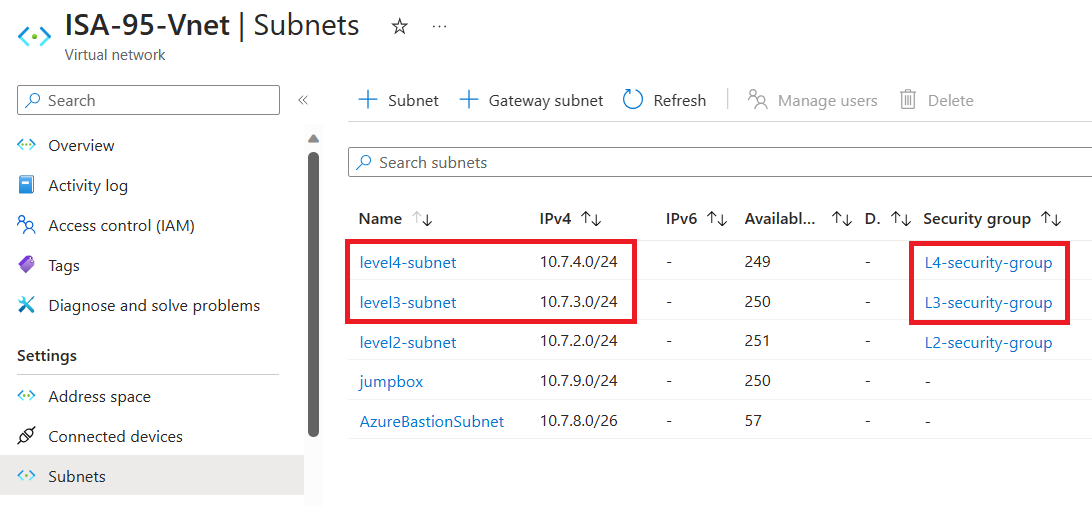 ISA-95-Vnet | Subnets
Virtual network
Search
Overview
Activity log
Access control (IAM)
Tags
Diagnose and solve problems
Settings
Address space
Connected devices
Subnets
Subnet Gateway subnet Refresh Manage users Delete
Search subnets
Name IPv4 IPv6 Availabl... D. Security group
level4-subnet 10.7.4.0/24 - 249 - L4-security-group
level3-subnet 10.7.3.0/24 - 250 - L3-security-group
level2-subnet 10.7.2.0/24 - 251 - L2-security-group
jumpbox 10.7.9.0/24 - 250 - -
AzureBastionSubnet 10.7.8.0/26 - 57 - -